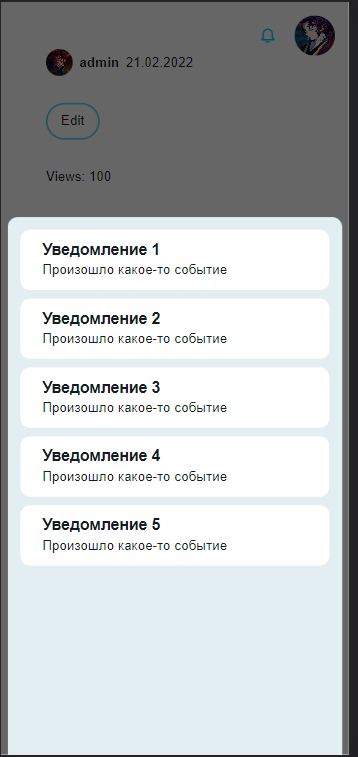 admin 21.02.2022
Edit
Views: 100
Уведомление 1
Произошло какое-то событие
Уведомление 2
Произошло какое-то событие
Уведомление 3
Произошло какое-то событие
Уведомление 4
Произошло какое-то событие
Уведомление 5
Произошло какое-то событие